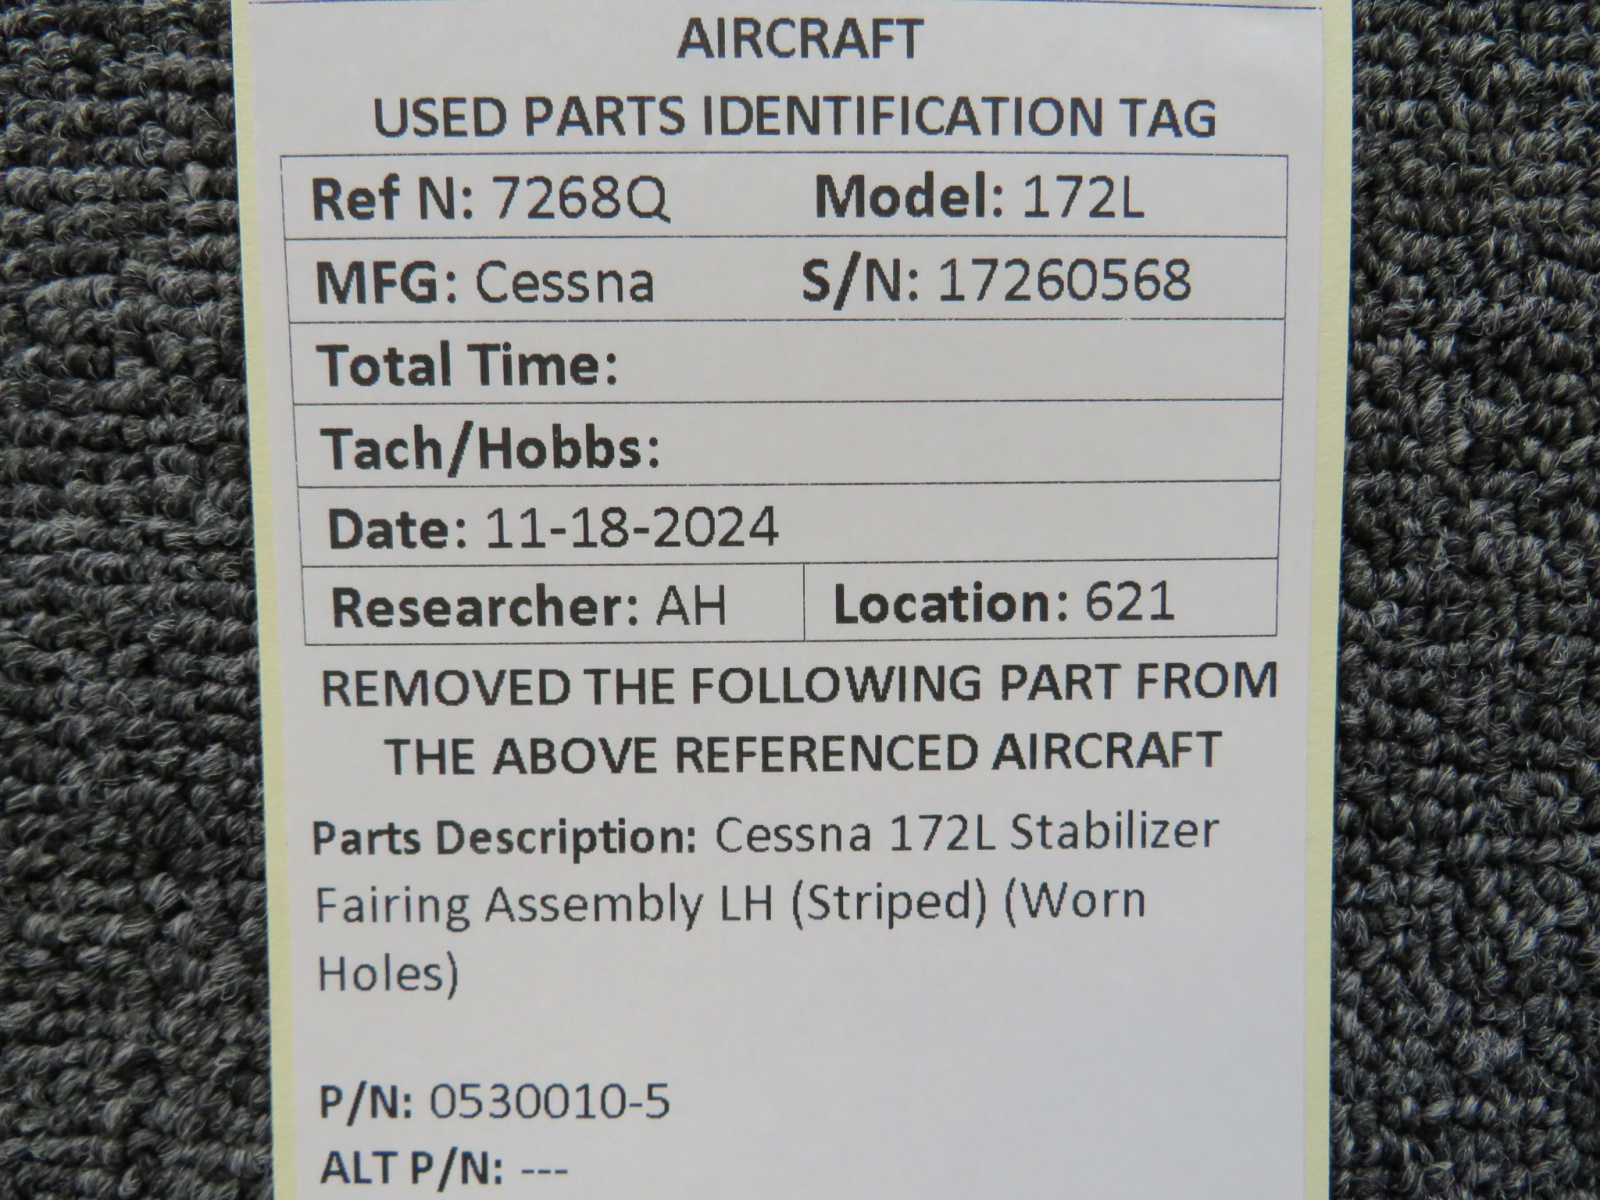 AIRCRAFT
USED PARTS IDENTIFICATION TAG
Ref N: 7268Q Model: 172L
MFG: Cessna S/N: 17260568
Total Time:
Tach/Hobbs:
Date: 11-18-2024
Researcher: AH Location: 621
REMOVED THE FOLLOWING PART FROM
THE ABOVE REFERENCED AIRCRAFT
Parts Description: Cessna 172L Stabilizer
Fairing Assembly LH (Striped) (Worn
Holes)
P/N: 0530010-5
ALT P/N: ---